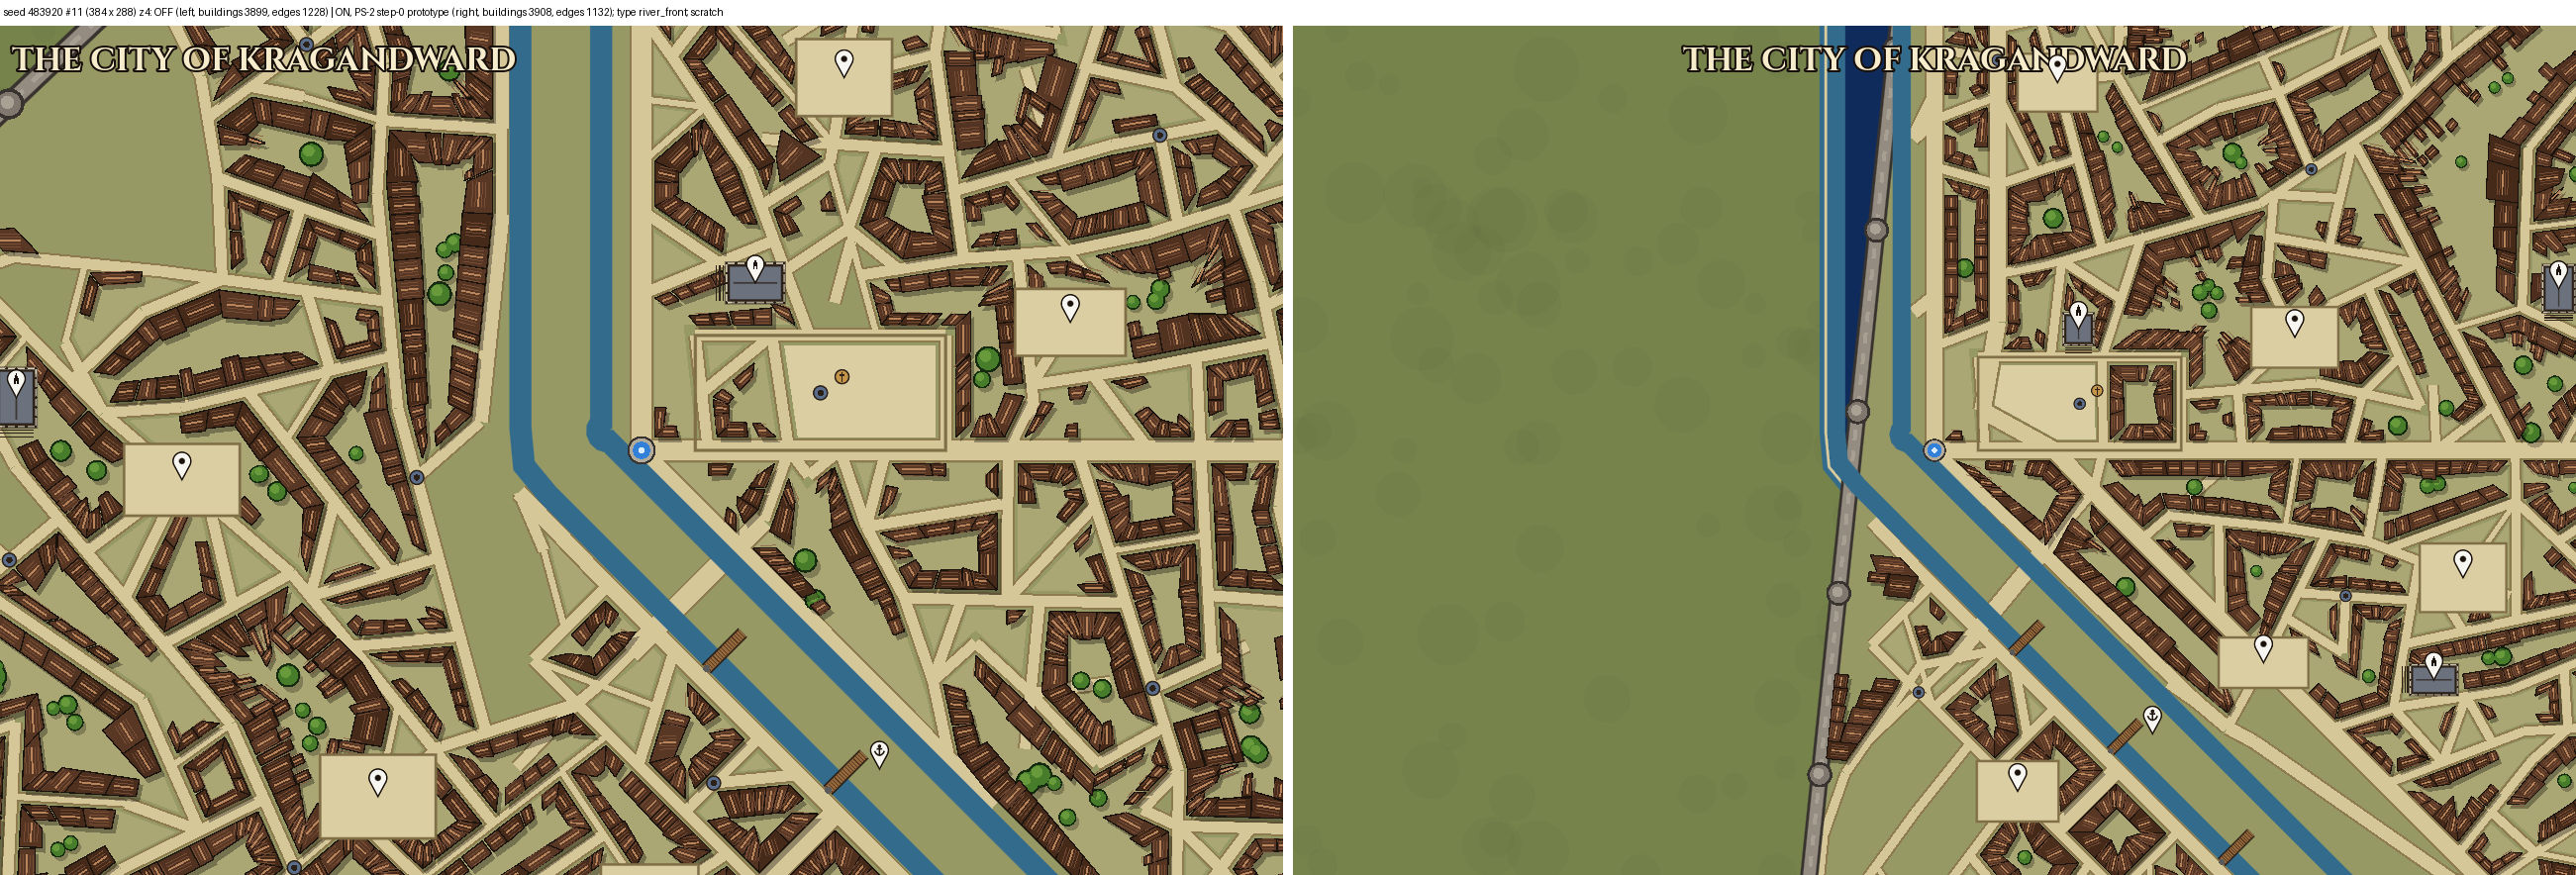 seed 483920 #11 (384 x 288) z4: OFF (left, buildings 3899, edges 1228) | ON, PS-2 step-0 prototype (right, buildings 3908, edges 1132); type river_front; scratch
THE CITY OF KRAGANDWARD
THE CITY OF KRAGANDWARD